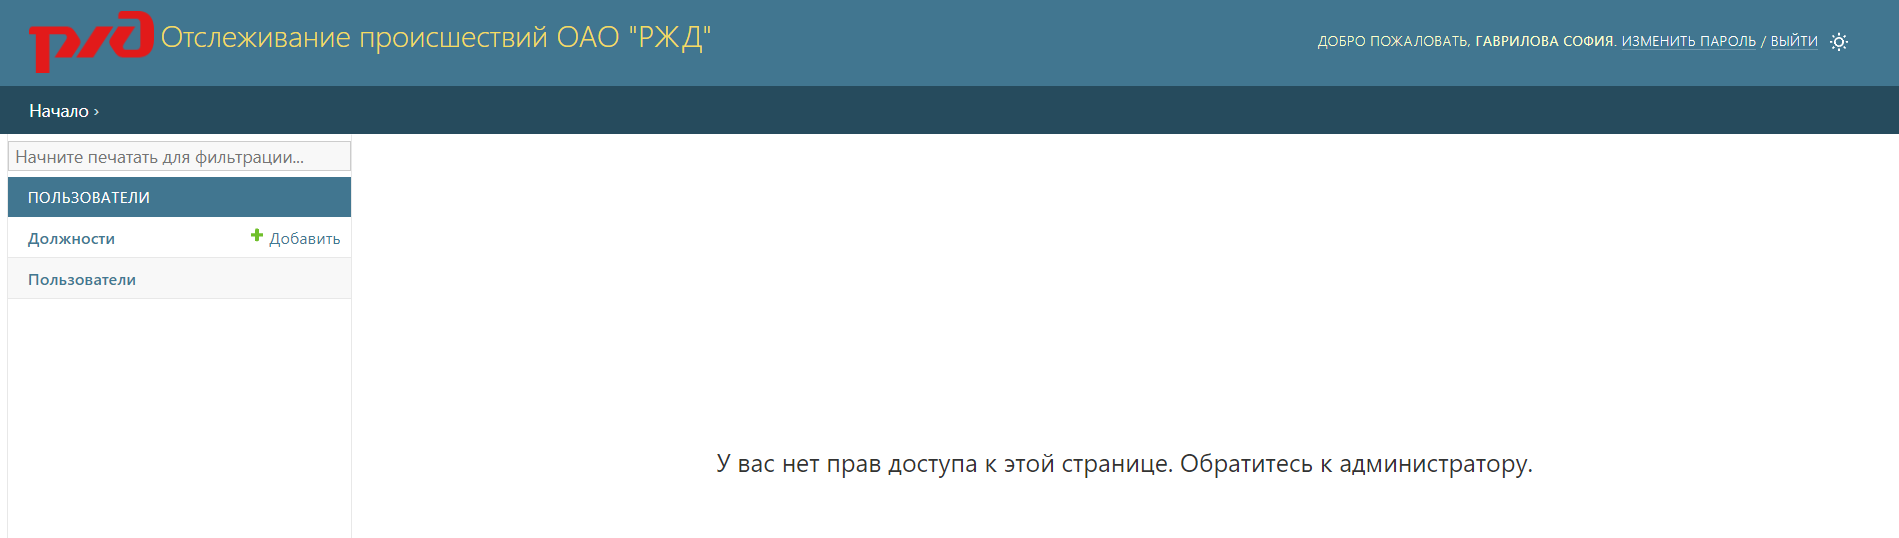 ржд Отслеживание происшествий ОАО "РЖД"
ДОБРО ПОЖАЛОВАТЬ, ГАВРИЛОВА СОФИЯ. ИЗМЕНИТЬ ПАРОЛЬ / ВЫЙТИ
Начало ›
Начните печатать для фильтрации...
ПОЛЬЗОВАТЕЛИ
Должности Добавить
Пользователи
У вас нет прав доступа к этой странице. Обратитесь к администратору.